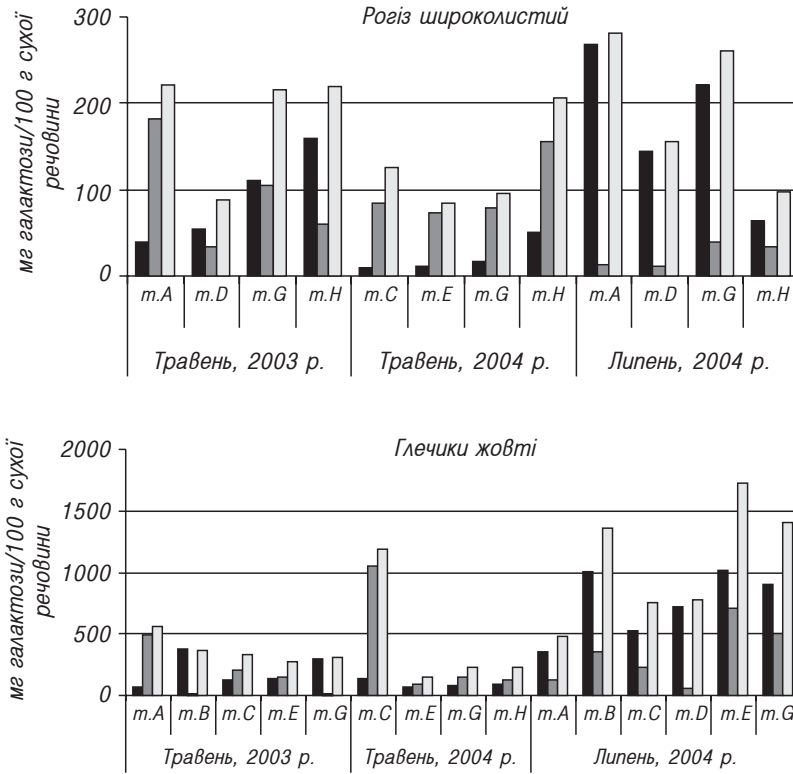 Рогіз широколистий
мг галактози/100 г сухої
речовини
300
200
100
0
т.A т.D т.G т.H т.C т.E т.G т.H т.A т.D т.G т.H
Травень, 2003 р. Травень, 2004 р. Липень, 2004 р.
Глечики жовті
мг галактози/100 г сухої
речовини
2000
1500
1000
500
0
т.A т.B т.C т.E т.G т.C т.E т.G т.H т.A т.B т.C т.D т.E т.G
Травень, 2003 р. Травень, 2004 р. Липень, 2004 р.